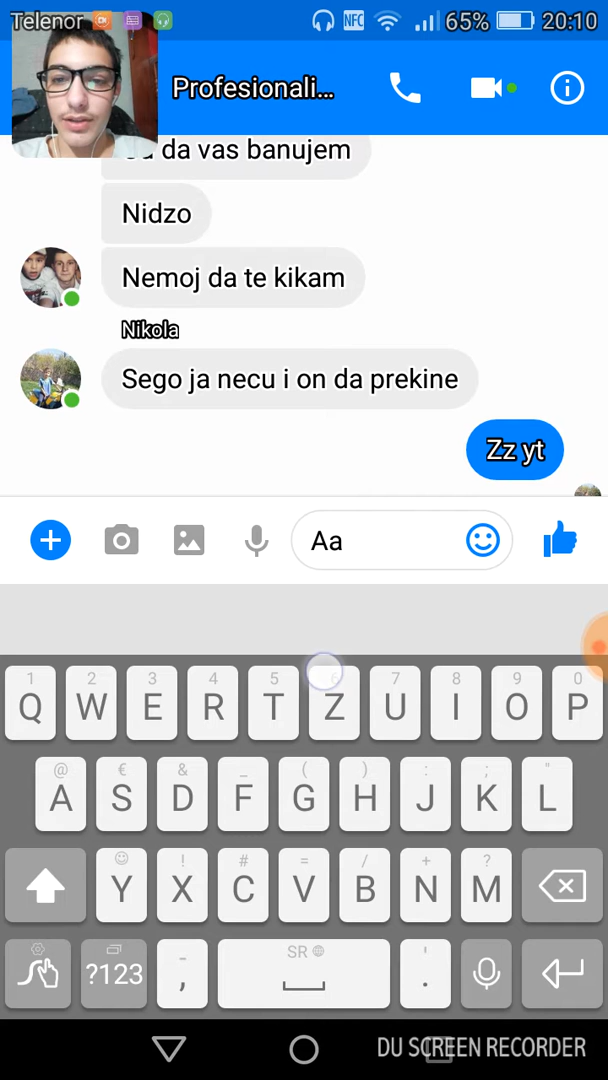 Telenor NFC 65% 20:10
Profesionali...
da vas banujem
Nidzo
Nemoj da te kikam
Nikola
Sego ja necu i on da prekine
Zz yt
Aa
1 2 3 4 5 6 7 8 9 0
Q W E R T Z U I O P
@ € & _ ( ) : ; "
A S D F G H J K L
! # = / + ?
Y X C V B N M
SR
?123 , - . '
DU SCREEN RECORDER